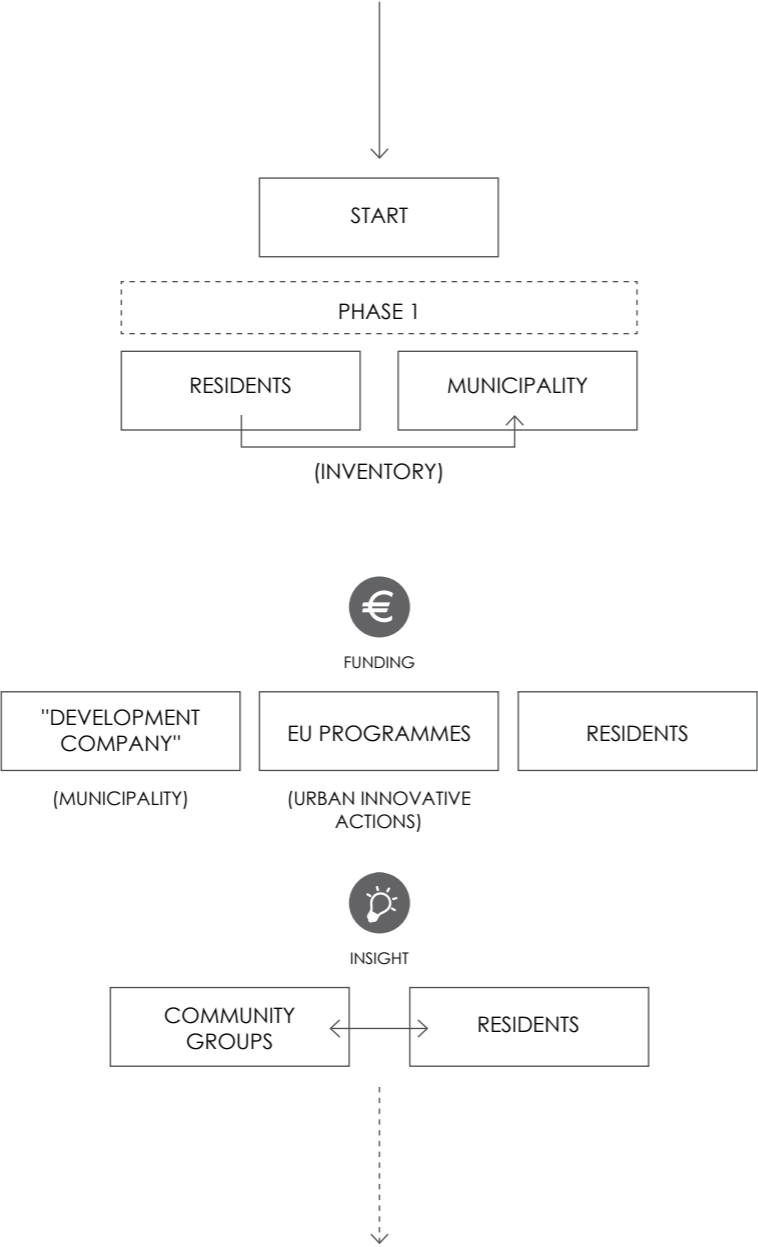 START
PHASE 1
RESIDENTS
MUNICIPALITY
(INVENTORY)
€
FUNDING
"DEVELOPMENT
COMPANY"
EU PROGRAMMES
RESIDENTS
(MUNICIPALITY)
(URBAN INNOVATIVE
ACTIONS)
INSIGHT
COMMUNITY
GROUPS
RESIDENTS